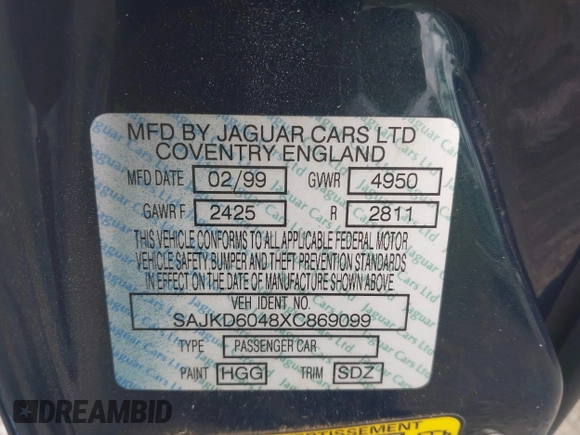 MFD BY JAGUAR CARS LTD
COVENTRY ENGLAND
MFD DATE 02/99 GVWR 4950
GAWR F 2425 R 2811
THIS VEHICLE CONFORMS TO ALL APPLICABLE FEDERAL MOTOR
VEHICLE SAFETY, BUMPER AND THEFT PREVENTION STANDARDS
IN EFFECT ON THE DATE OF MANUFACTURE SHOWN ABOVE.
VEH IDENT NO.
SAJKD6048XC869099
TYPE PASSENGER CAR
PAINT HGG TRIM SDZ
DREAMBID